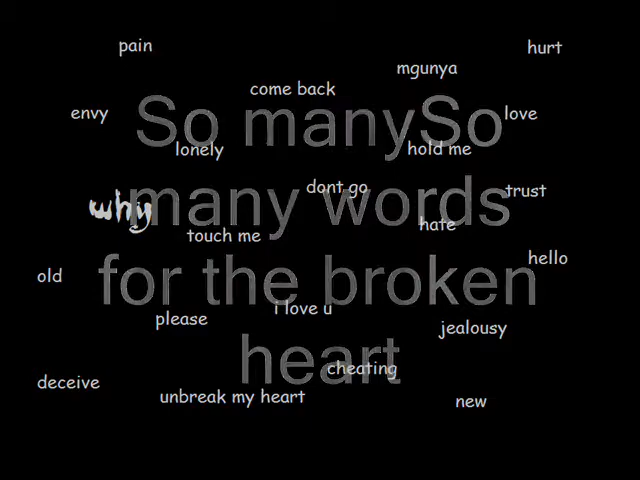 pain
hurt
mgunya
come back
envy
love
So manySo
lonely
hold me
dont go
trust
why
many words
hate
touch me
hello
old
for the broken
i love u
please
jealousy
heart
cheating
deceive
unbreak my heart
new